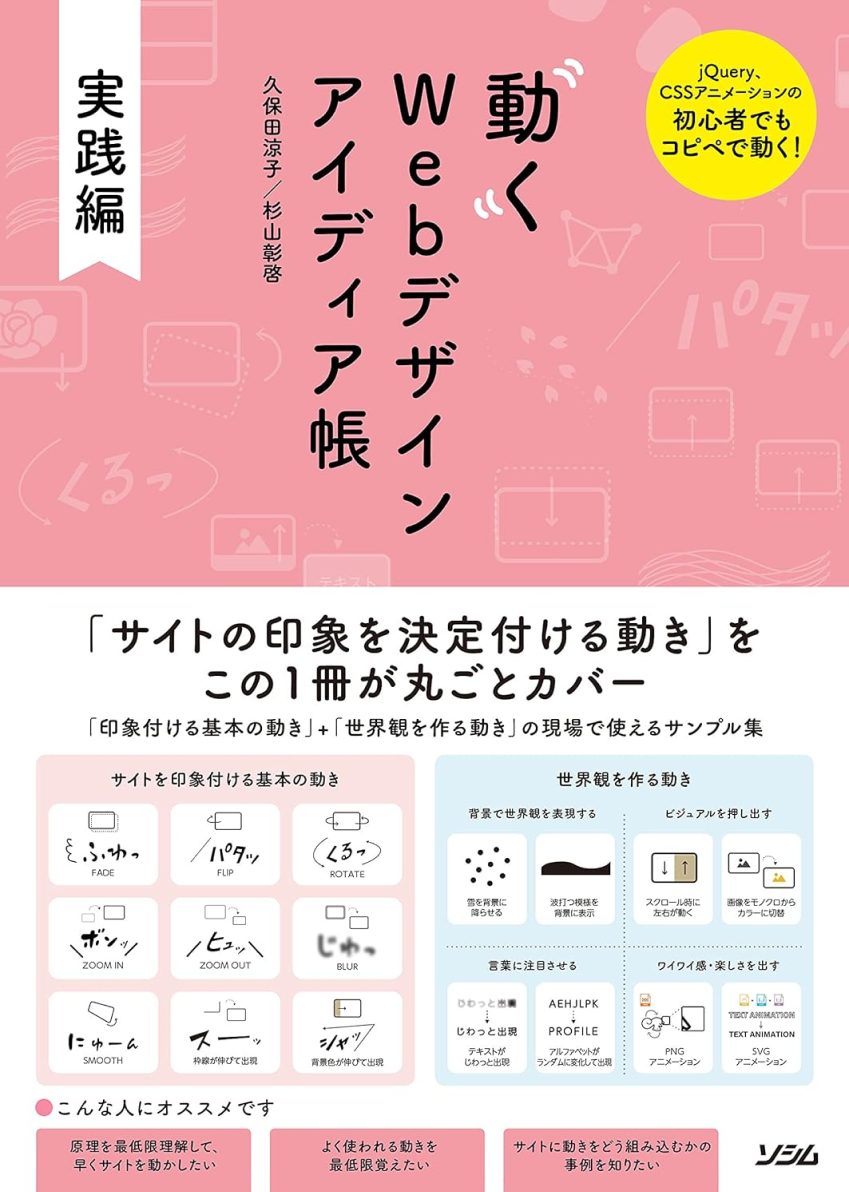 実践編
動く
Webデザイン
アイディア帳
久保田涼子／杉山彰啓
jQuery、
CSSアニメーションの
初心者でも
コピペで動く！
パタッ
くるっ
テキスト
「サイトの印象を決定付ける動き」を
この1冊が丸ごとカバー
「印象付ける基本の動き」+「世界観を作る動き」の現場で使えるサンプル集
サイトを印象付ける基本の動き
ふわっ
FADE
パタッ
FLIP
くるっ
ROTATE
ボンッ
ZOOM IN
ヒュッ
ZOOM OUT
じわっ
BLUR
にゅーん
SMOOTH
スーッ
枠線が伸びて出現
シャッ
背景色が伸びて出現
世界観を作る動き
背景で世界観を表現する
雪を背景に
降らせる
波打つ模様を
背景に表示
ビジュアルを押し出す
スクロール時に
左右が動く
画像をモノクロから
カラーに切替
言葉に注目させる
じわっと出現
じわっと出現
テキストが
じわっと出現
AEHJLPK
PROFILE
アルファベットが
ランダムに変化して出現
ワイワイ感・楽しさを出す
PNG
アニメーション
TEXT ANIMATION
TEXT ANIMATION
SVG
アニメーション
こんな人にオススメです
原理を最低限理解して、
早くサイトを動かしたい
よく使われる動きを
最低限覚えたい
サイトに動きをどう組み込むかの
事例を知りたい
ソシム